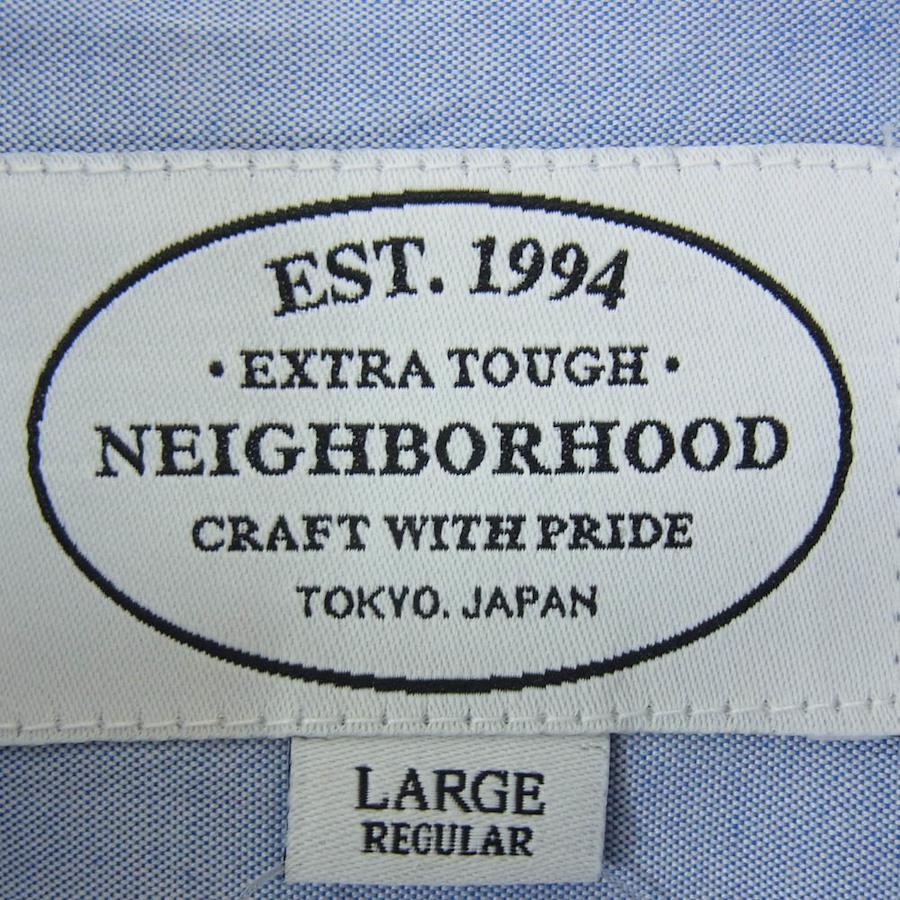 EST. 1994
· EXTRA TOUGH ·
NEIGHBORHOOD
CRAFT WITH PRIDE
TOKYO. JAPAN
LARGE
REGULAR